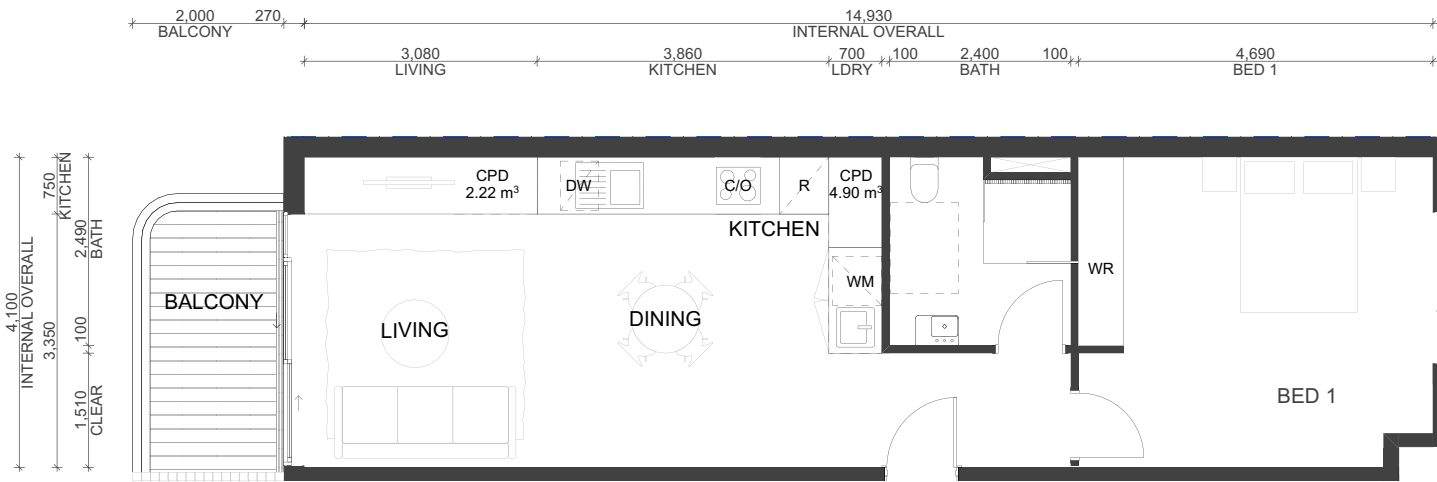 2,000 270 14,930
BALCONY INTERNAL OVERALL
3,080 3,860 700 100 2,400 100 4,690
LIVING KITCHEN LDRY BATH BED 1
4,100
INTERNAL OVERALL
750
KITCHEN
3,350
2,490
BATH
100
1,510
CLEAR
CPD
2.22 m³
DW
C/O
R
CPD
4.90 m³
KITCHEN
WM
WR
BALCONY
LIVING
DINING
BED 1